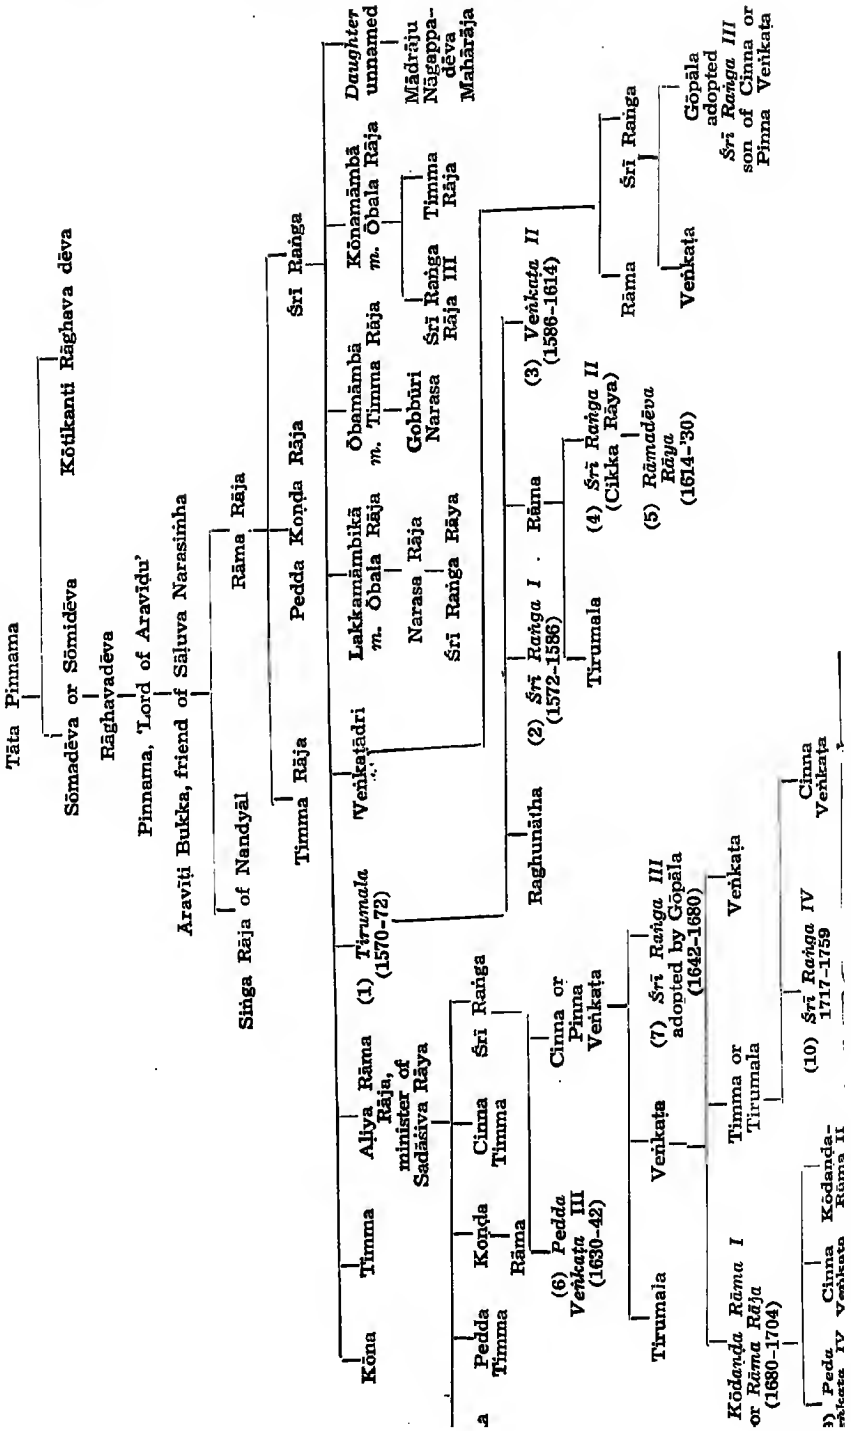 Tāta Pinnama
Sōmadēva or Sōmidēva
Kōtikanti Rāghava dēva
Rāghavadēva
Pinnama, 'Lord of Araviḍu'
Āraviṭi Bukka, friend of Sāḷuva Narasiṁha
Siṅga Rāja of Nandyāl
Rāma Rāja
Timma Rāja
Pedda Koṇḍa Rāja
Śrī Raṅga
Kōna
Timma
Aḷiya Rāma
Rāja,
minister of
Sadāśiva Rāya
(1) Tirumala
(1570-72)
Veṅkaṭādri
Lakkamāmbikā
m. Ōbala Rāja
Narasa Rāja
Śrī Raṅga Rāya
Ōbamāmbā
m. Timma Rāja
Gobbūri
Narasa
Kōnamāmbā
m. Ōbala Rāja
Śrī Raṅga
Rāja III
Timma
Rāja
Daughter
unnamed
Mādrāju
Nāgappa-
dēva
Mahārāja
Pedda
Timma
Koṇḍa
Rāma
Cinna
Timma
Śrī Raṅga
Raghunātha
(2) Śrī Raṅga I
(1572-1586)
Rāma
(3) Veṅkaṭa II
(1586-1614)
Rāma
Śrī Raṅga
Tirumala
(4) Śrī Raṅga II
(Cikka Rāya)
(5) Rāmadēva
Rāya
(1614-'30)
Veṅkaṭa
Gōpāla
adopted
Śrī Raṅga III
son of Cinna or
Pinna Veṅkaṭa
(6) Pedda
Veṅkaṭa III
(1630-42)
Cinna or
Pinna
Veṅkaṭa
Tirumala
Veṅkaṭa
(7) Śrī Raṅga III
adopted by Gōpāla
(1642-1680)
Kōdaṇḍa Rāma I
or Rāma Rāja
(1680-1704)
Timma or
Tirumala
Veṅkaṭa
Peda
IV
Cinna
Veṅkaṭa
Kōdaṇḍa-
Rāma II
(10) Śrī Raṅga IV
1717-1759
Cinna
Veṅkaṭa